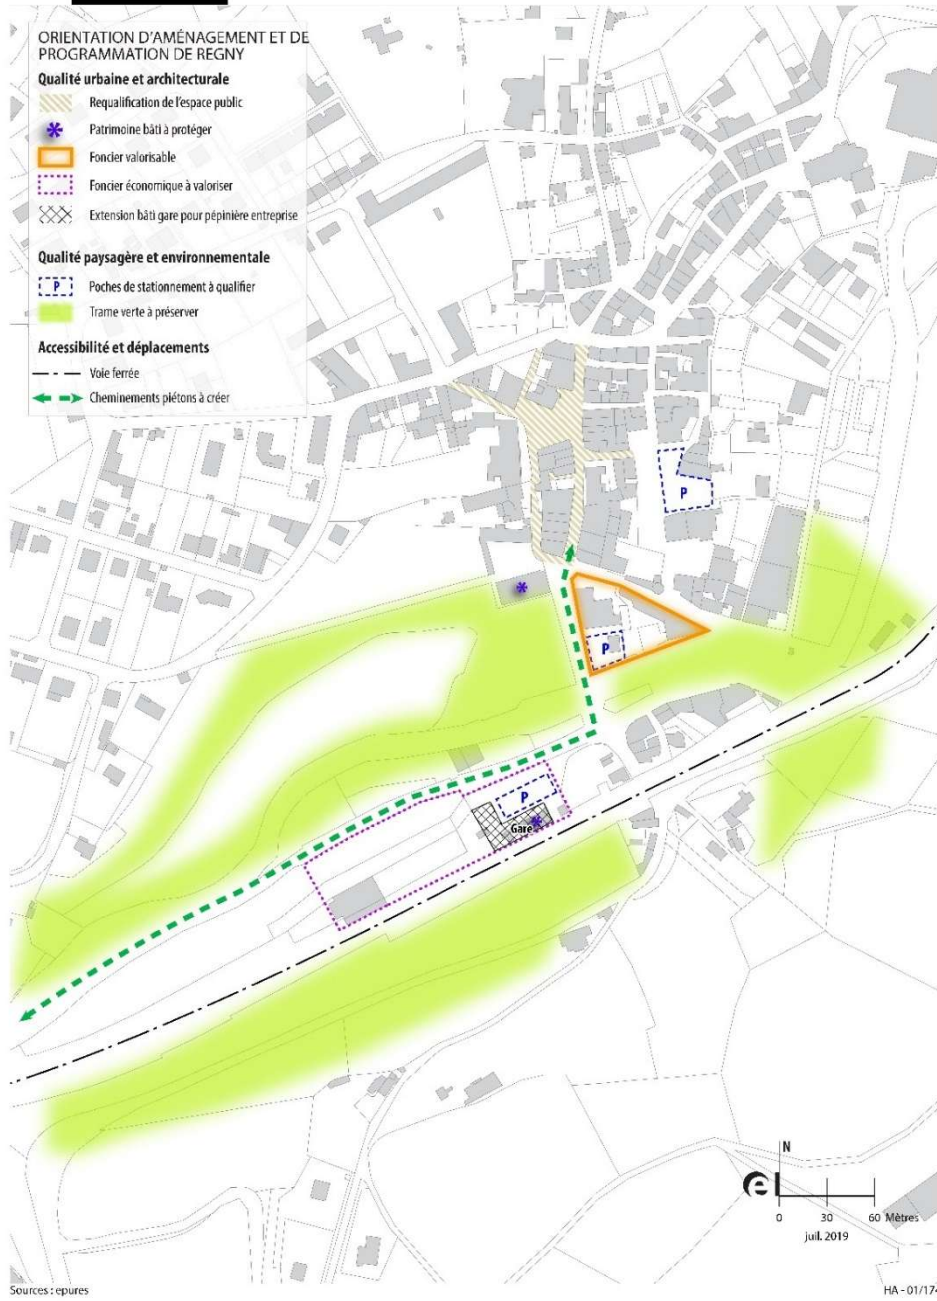 ORIENTATION D'AMÉNAGEMENT ET DE
PROGRAMMATION DE REGNY
Qualité urbaine et architecturale
Requalification de l'espace public
Patrimoine bâti à protéger
Foncier valorisable
Foncier économique à valoriser
Extension bâti gare pour pépinière entreprise
Qualité paysagère et environnementale
P Poches de stationnement à qualifier
Trame verte à préserver
Accessibilité et déplacements
Voie ferrée
Cheminements piétons à créer
P
P
P
Gare
N
e
0 30 60 Mètres
juil. 2019
Sources : epures
HA - 01/174